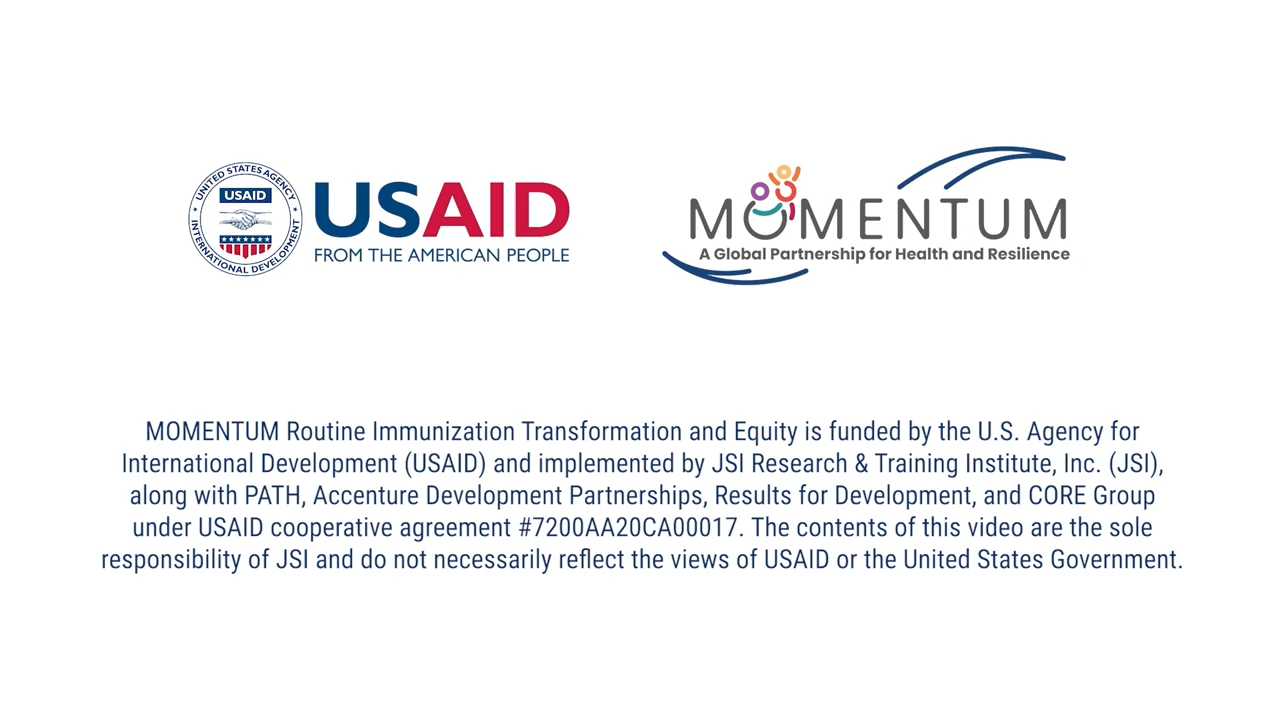 UNITED STATES AGENCY
USAID
INTERNATIONAL DEVELOPMENT
USAID
FROM THE AMERICAN PEOPLE
MOMENTUM
A Global Partnership for Health and Resilience
MOMENTUM Routine Immunization Transformation and Equity is funded by the U.S. Agency for
International Development (USAID) and implemented by JSI Research & Training Institute, Inc. (JSI),
along with PATH, Accenture Development Partnerships, Results for Development, and CORE Group
under USAID cooperative agreement #7200AA20CA00017. The contents of this video are the sole
responsibility of JSI and do not necessarily reflect the views of USAID or the United States Government.